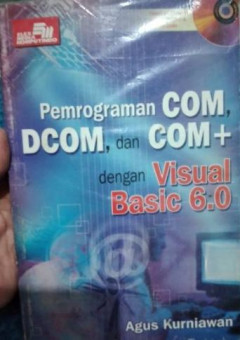 Pemrograman COM,
DCOM, dan COM+
dengan Visual
Basic 6.0
@
Agus Kurniawan